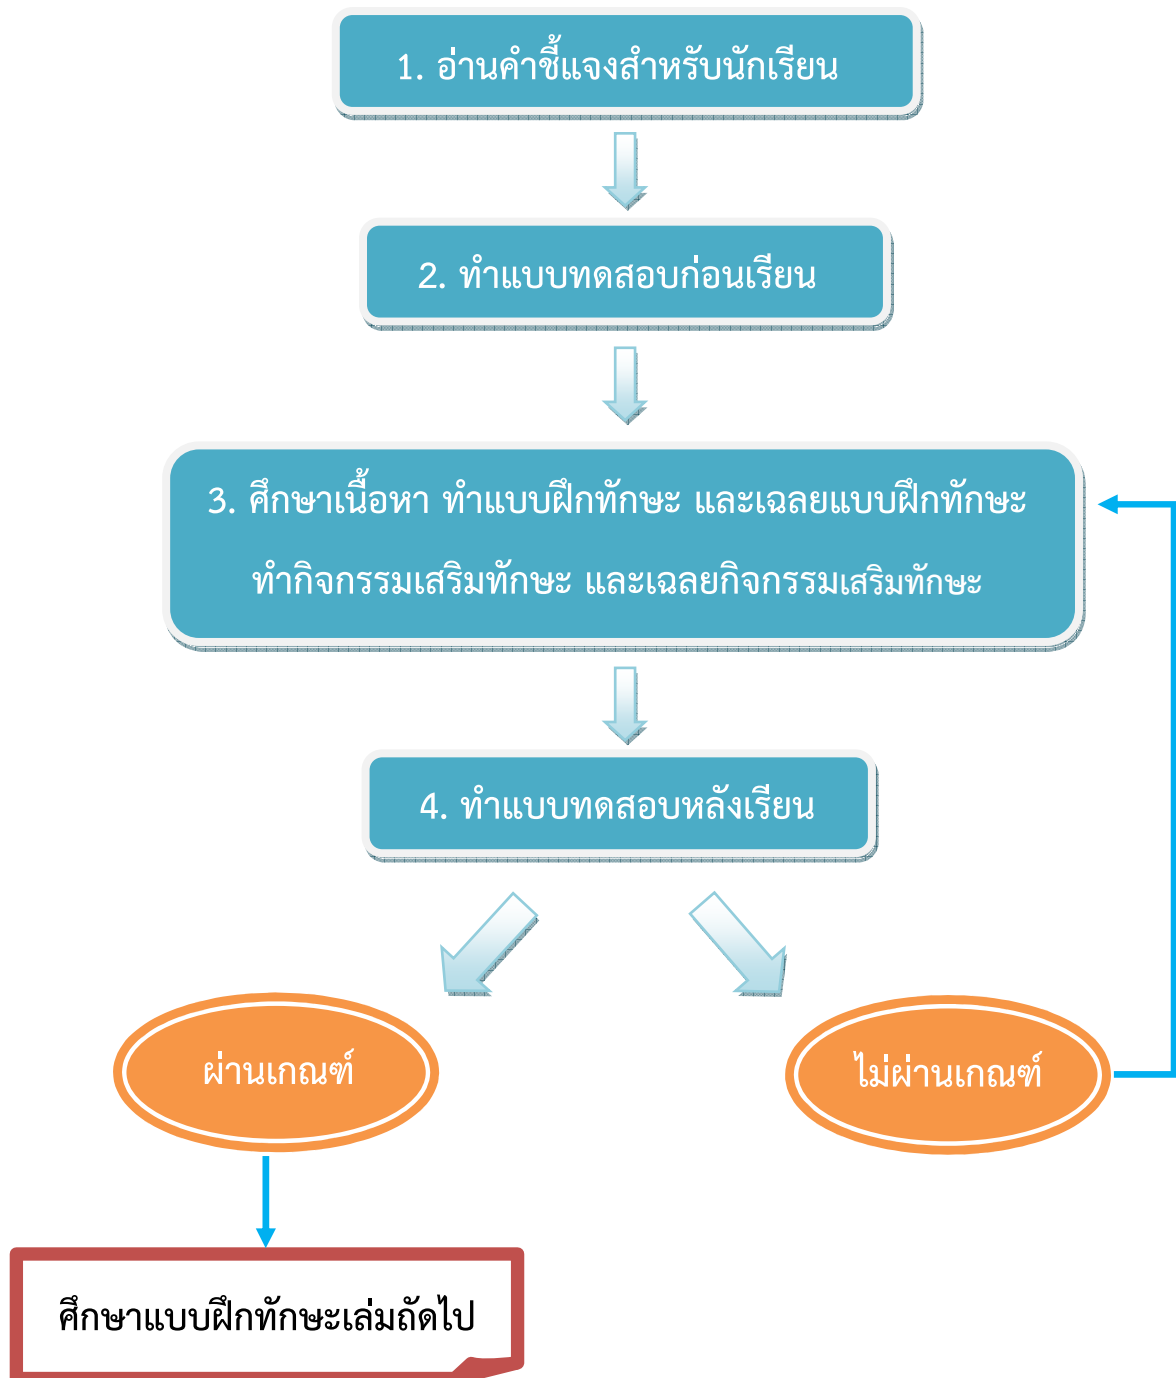 1. อ่านคำชี้แจงสำหรับนักเรียน
2. ทำแบบทดสอบก่อนเรียน
3. ศึกษาเนื้อหา ทำแบบฝึกทักษะ และเฉลยแบบฝึกทักษะ
ทำกิจกรรมเสริมทักษะ และเฉลยกิจกรรมเสริมทักษะ
4. ทำแบบทดสอบหลังเรียน
ผ่านเกณฑ์
ไม่ผ่านเกณฑ์
ศึกษาแบบฝึกทักษะเล่มถัดไป